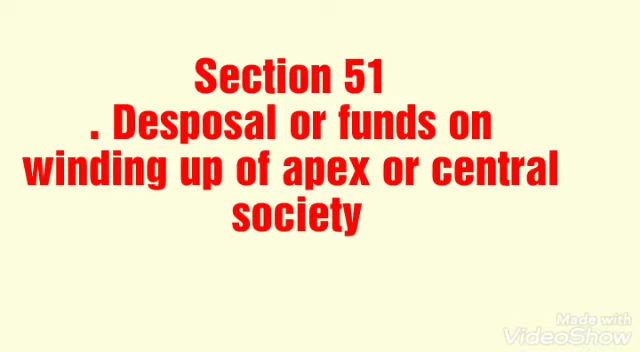 Section 51
. Desposal or funds on
winding up of apex or central
society
Made with
VideoShow